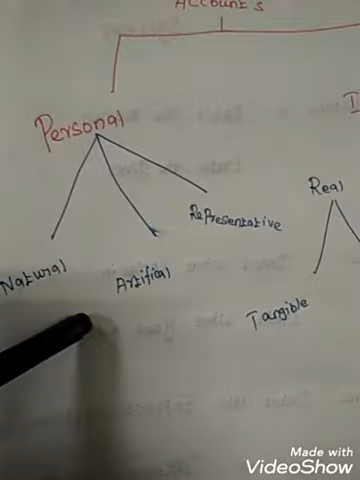 Accounts
Personal
I
Real
Representative
Natural
Artifical
Tangible
Made with
VideoShow